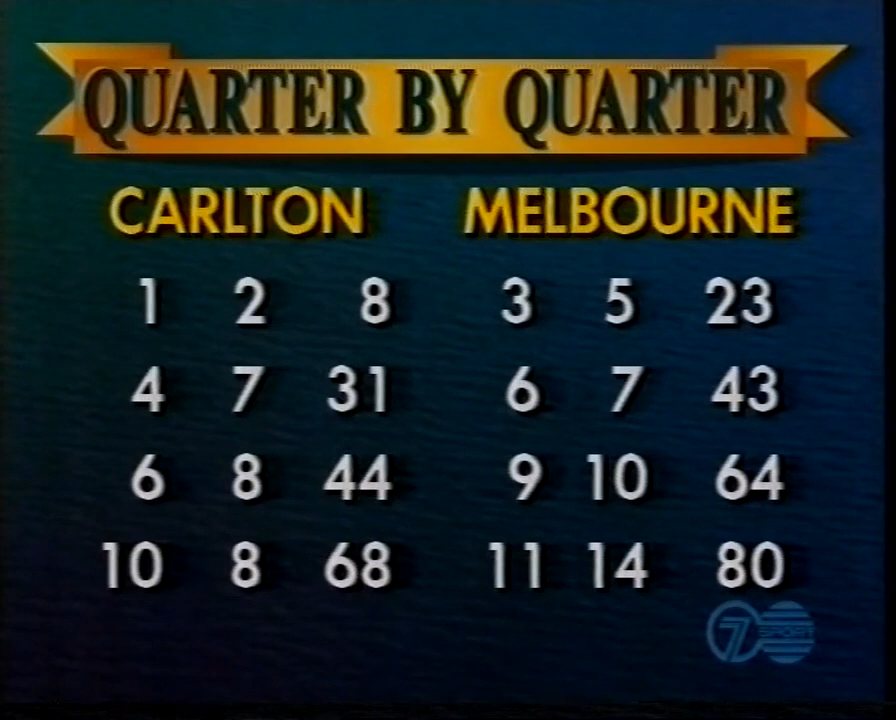 QUARTER BY QUARTER
CARLTON MELBOURNE
1 2 8 3 5 23
4 7 31 6 7 43
6 8 44 9 10 64
10 8 68 11 14 80
7 SPORT